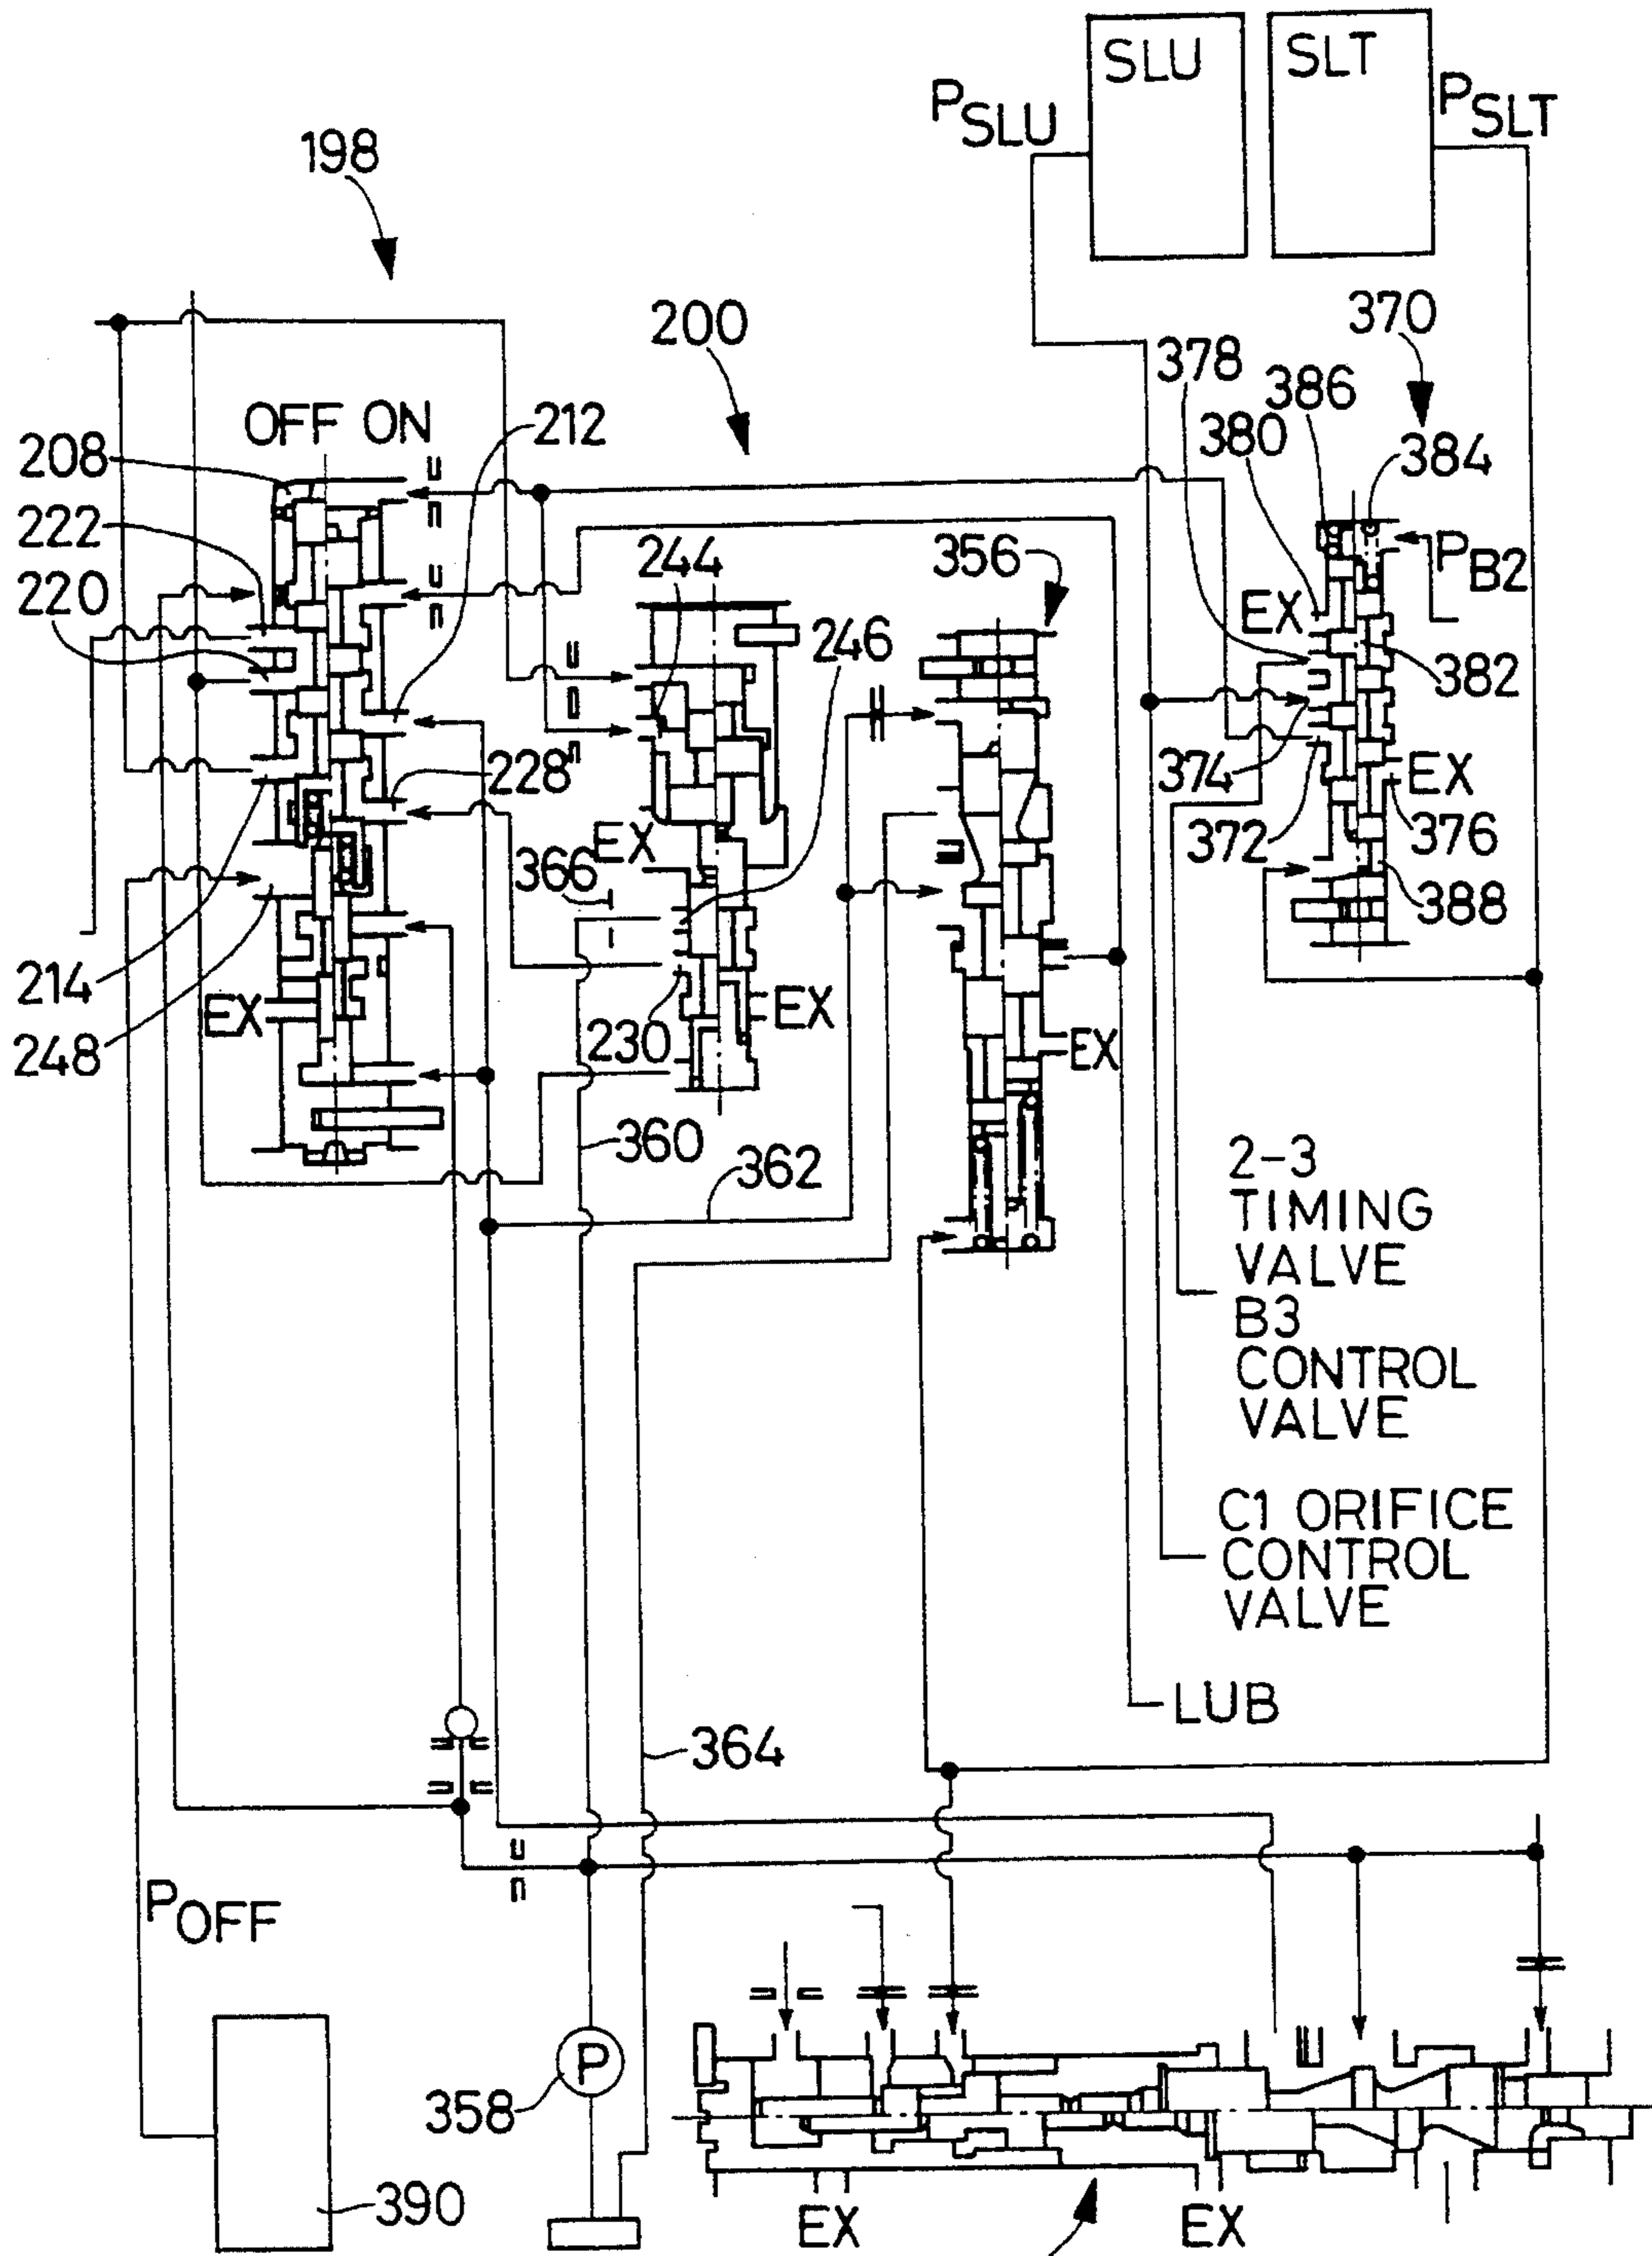 SLU
SLT
PSLU
PSLT
198
200
370
378
386
380
384
OFF ON
212
208
222
220
244
356
PB2
EX
246
382
228"
374
EX
376
372
366
EX
388
214
248
EX
230
EX
EX
360
362
2-3
TIMING
VALVE
B3
CONTROL
VALVE
C1 ORIFICE
CONTROL
VALVE
LUB
364
POFF
P
358
390
EX
EX